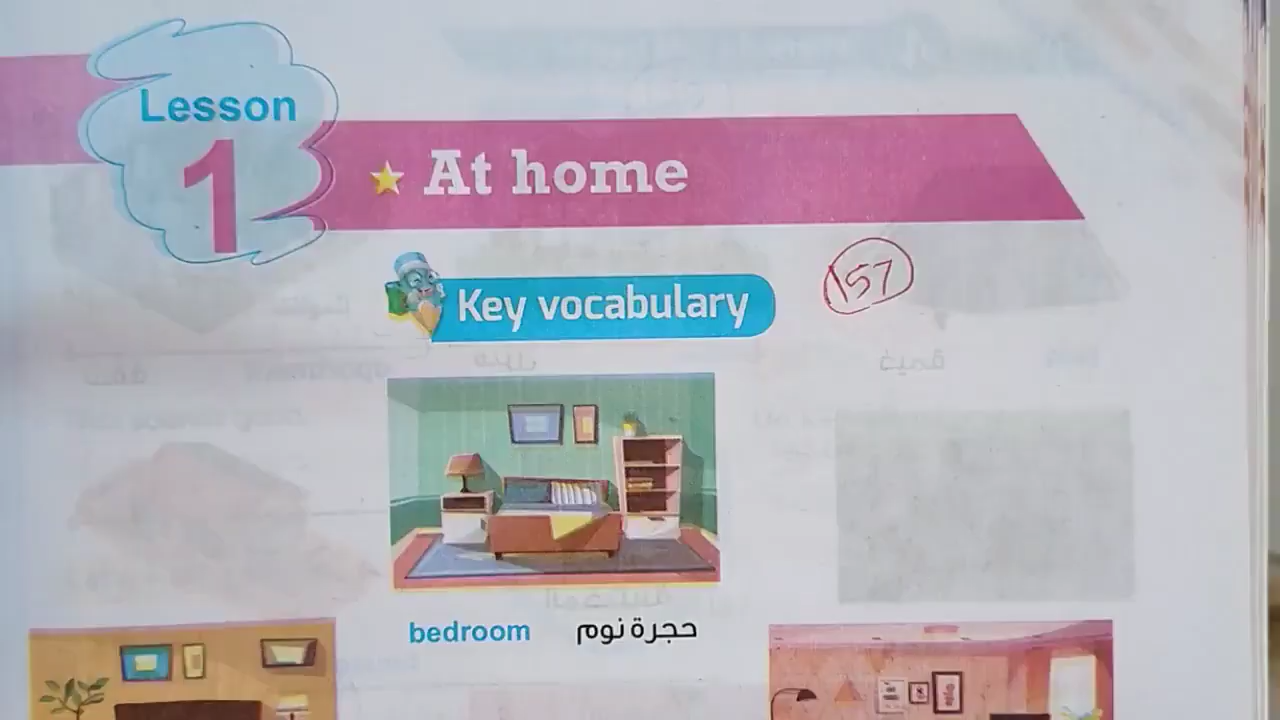 Lesson
1
At home
Key vocabulary
157
bedroom حجرة نوم